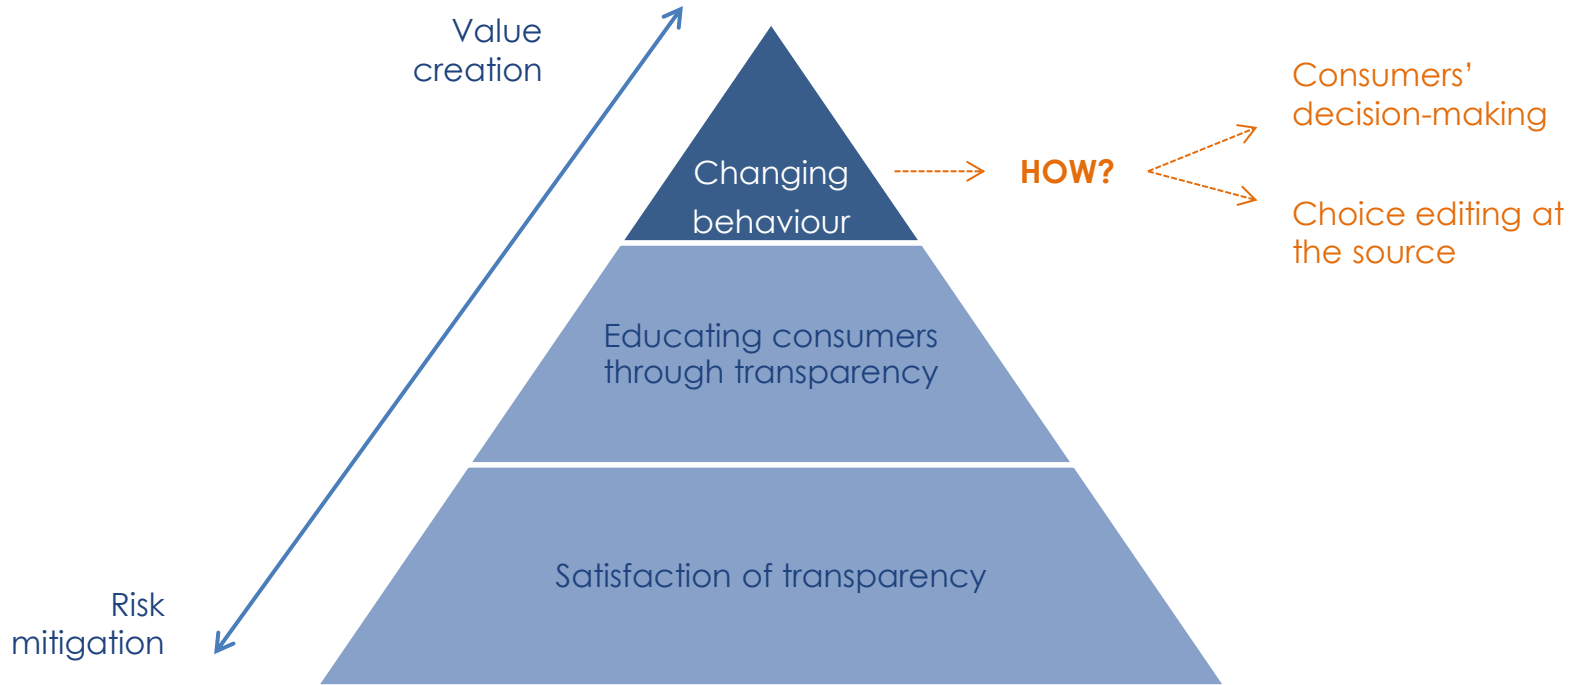 Value
creation
Changing
behaviour
HOW?
Consumers’
decision-making
Choice editing at
the source
Educating consumers
through transparency
Satisfaction of transparency
Risk
mitigation